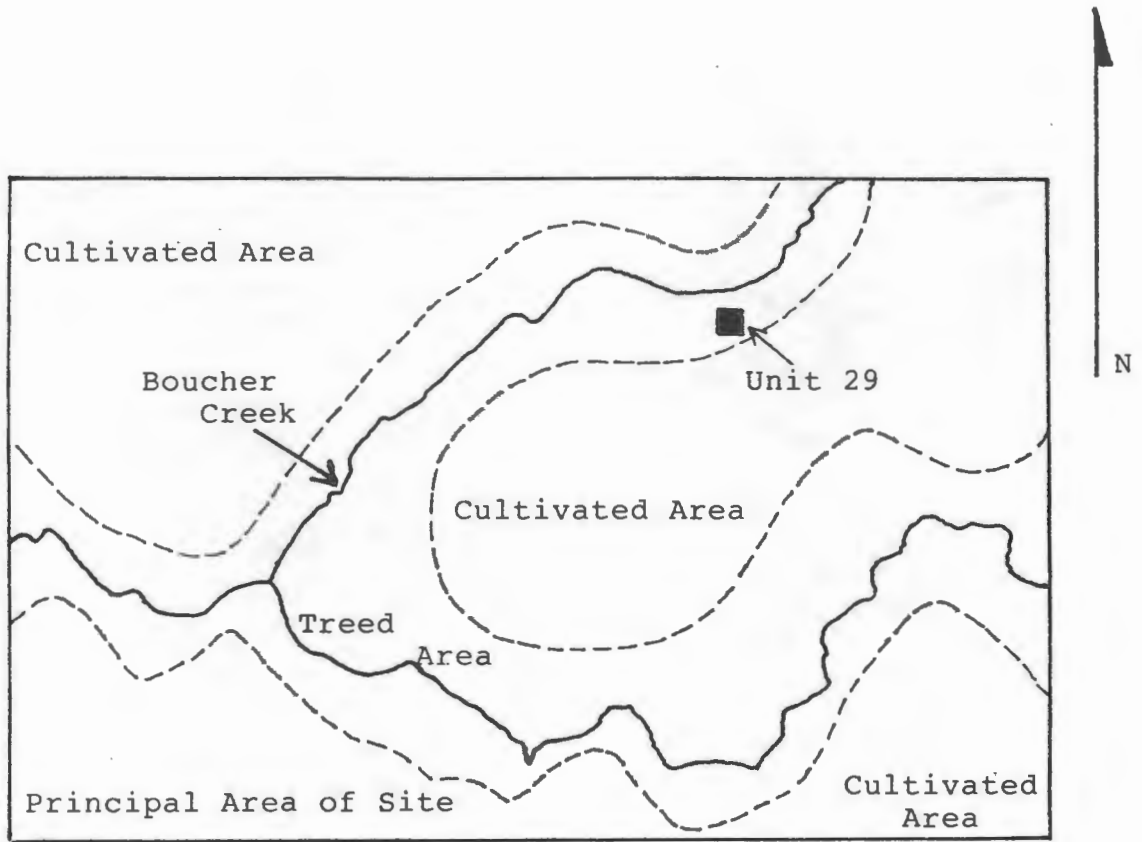 N
Cultivated Area
Boucher
Creek
Unit 29
Cultivated Area
Treed
Area
Principal Area of Site
Cultivated
Area